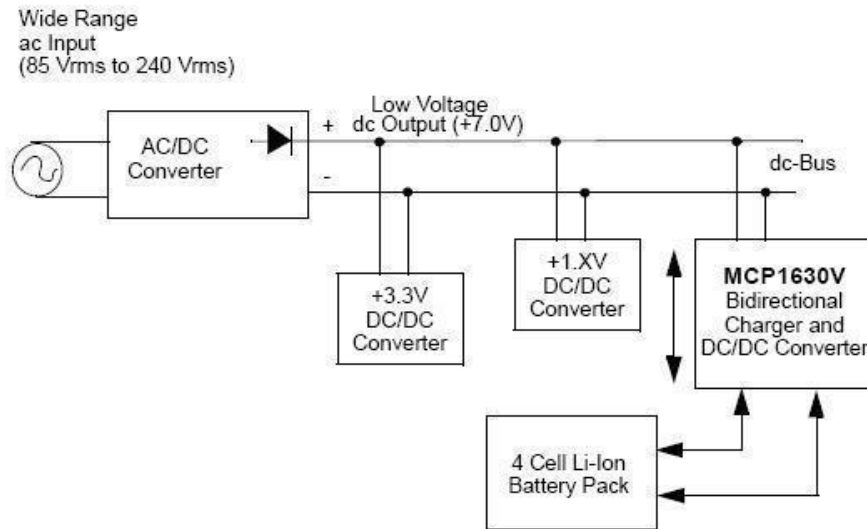 Wide Range
ac Input
(85 Vrms to 240 Vrms)
AC/DC
Converter
+
-
Low Voltage
dc Output (+7.0V)
dc-Bus
+3.3V
DC/DC
Converter
+1.XV
DC/DC
Converter
MCP1630V
Bidirectional
Charger and
DC/DC Converter
4 Cell Li-Ion
Battery Pack